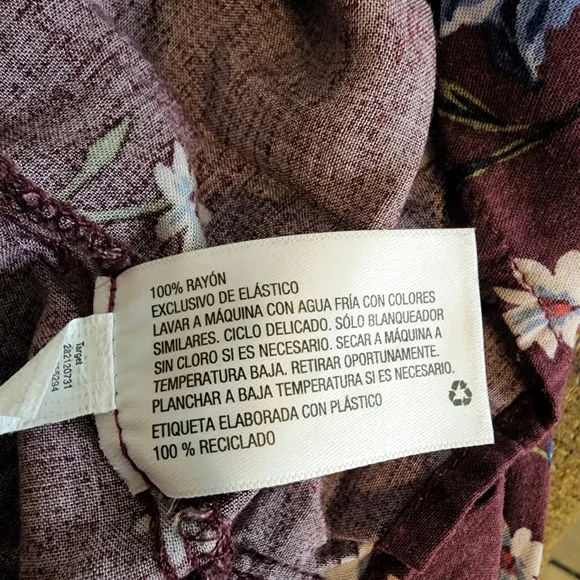 100% RAYÓN
EXCLUSIVO DE ELÁSTICO
LAVAR A MÁQUINA CON AGUA FRÍA CON COLORES
SIMILARES. CICLO DELICADO. SÓLO BLANQUEADOR
SIN CLORO SI ES NECESARIO. SECAR A MÁQUINA A
TEMPERATURA BAJA. RETIRAR OPORTUNAMENTE.
PLANCHAR A BAJA TEMPERATURA SI ES NECESARIO.
ETIQUETA ELABORADA CON PLÁSTICO
100 % RECICLADO
Target